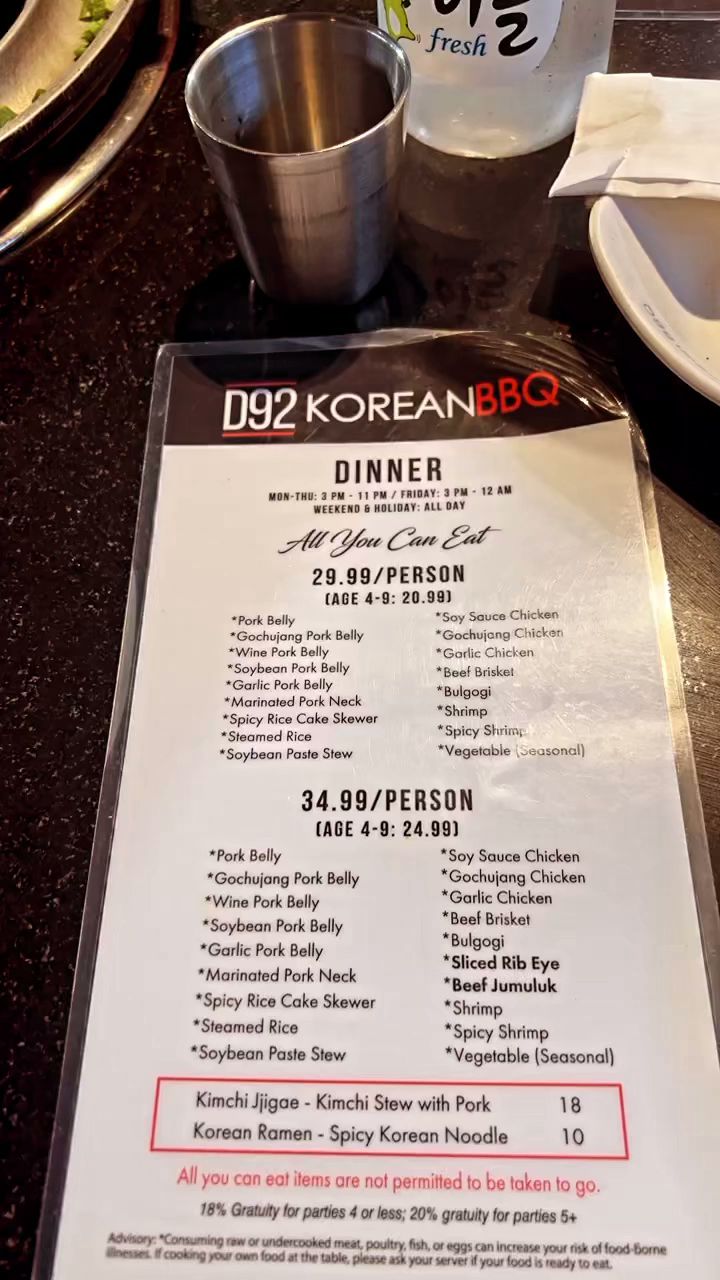 이슬
fresh
D92 KOREANBBQ
DINNER
MON-THU: 3 PM - 11 PM / FRIDAY: 3 PM - 12 AM
WEEKEND & HOLIDAY: ALL DAY
All You Can Eat
29.99/PERSON
(AGE 4-9: 20.99)
*Pork Belly
*Gochujang Pork Belly
*Wine Pork Belly
*Soybean Pork Belly
*Garlic Pork Belly
*Marinated Pork Neck
*Spicy Rice Cake Skewer
*Steamed Rice
*Soybean Paste Stew
*Soy Sauce Chicken
*Gochujang Chicken
*Garlic Chicken
*Beef Brisket
*Bulgogi
*Shrimp
*Spicy Shrimp
*Vegetable (Seasonal)
34.99/PERSON
(AGE 4-9: 24.99)
*Pork Belly
*Gochujang Pork Belly
*Wine Pork Belly
*Soybean Pork Belly
*Garlic Pork Belly
*Marinated Pork Neck
*Spicy Rice Cake Skewer
*Steamed Rice
*Soybean Paste Stew
*Soy Sauce Chicken
*Gochujang Chicken
*Garlic Chicken
*Beef Brisket
*Bulgogi
*Sliced Rib Eye
*Beef Jumuluk
*Shrimp
*Spicy Shrimp
*Vegetable (Seasonal)
Kimchi Jjigae - Kimchi Stew with Pork 18
Korean Ramen - Spicy Korean Noodle 10
All you can eat items are not permitted to be taken to go.
18% Gratuity for parties 4 or less; 20% gratuity for parties 5+
Advisory: *Consuming raw or undercooked meat, poultry, fish, or eggs can increase your risk of food-borne
illnesses. If cooking your own food at the table, please ask your server if your food is ready to eat.